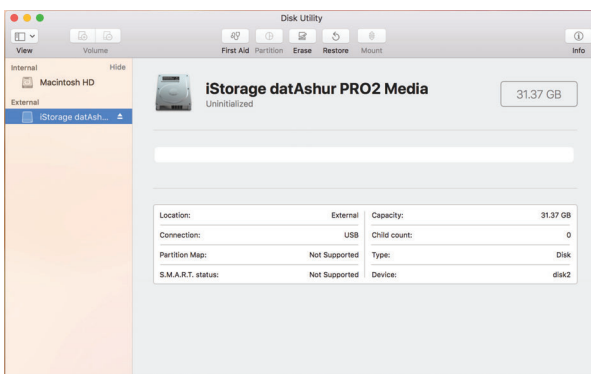 Disk Utility
View
Volume
First Aid
Partition
Erase
Restore
Mount
Info
Internal
Hide
Macintosh HD
External
iStorage datAsh...
iStorage datAshur PRO2 Media
Uninitialized
31.37 GB
Location: External
Capacity: 31.37 GB
Connection: USB
Child count: 0
Partition Map: Not Supported
Type: Disk
S.M.A.R.T. status: Not Supported
Device: disk2